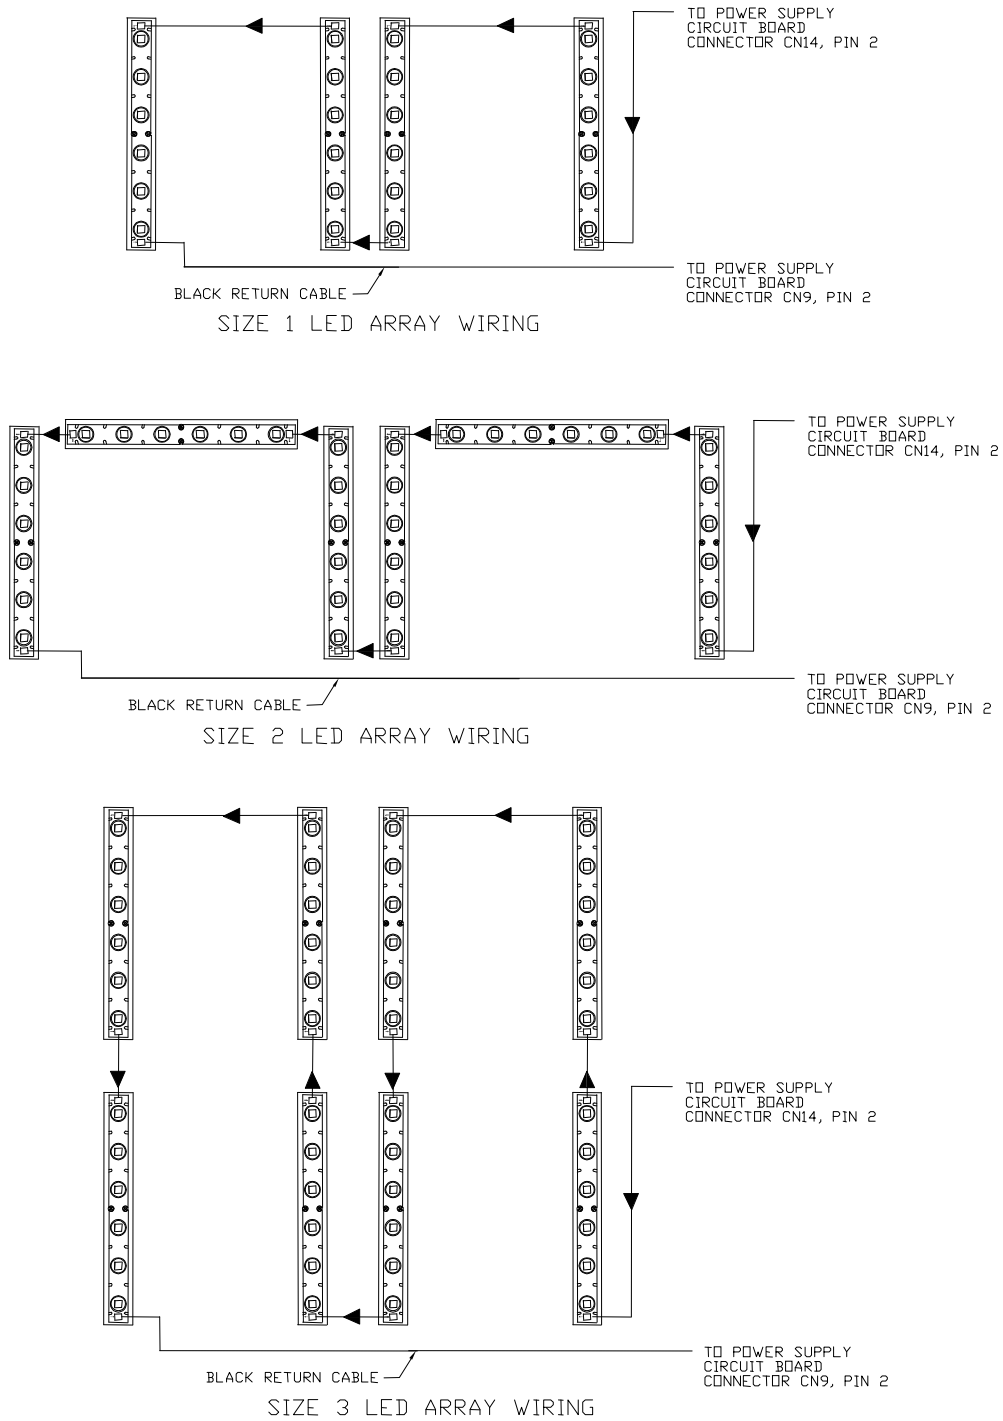 TO POWER SUPPLY
CIRCUIT BOARD
CONNECTOR CN14, PIN 2
TO POWER SUPPLY
CIRCUIT BOARD
CONNECTOR CN9, PIN 2
BLACK RETURN CABLE
SIZE 1 LED ARRAY WIRING
TO POWER SUPPLY
CIRCUIT BOARD
CONNECTOR CN14, PIN 2
TO POWER SUPPLY
CIRCUIT BOARD
CONNECTOR CN9, PIN 2
BLACK RETURN CABLE
SIZE 2 LED ARRAY WIRING
TO POWER SUPPLY
CIRCUIT BOARD
CONNECTOR CN14, PIN 2
TO POWER SUPPLY
CIRCUIT BOARD
CONNECTOR CN9, PIN 2
BLACK RETURN CABLE
SIZE 3 LED ARRAY WIRING